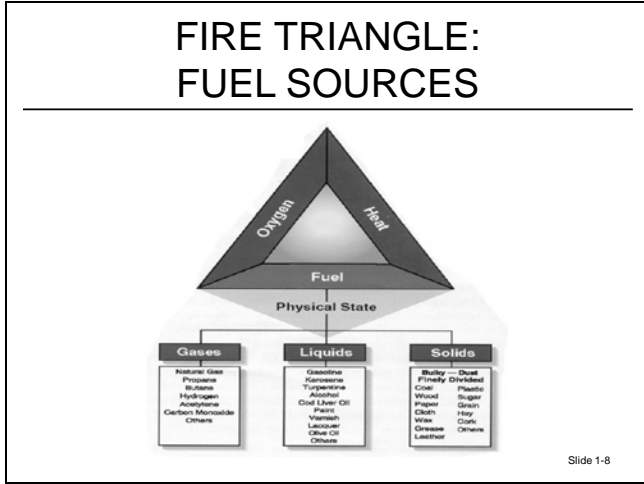 FIRE TRIANGLE:
FUEL SOURCES
Oxygen
Heat
Fuel
Physical State
Gases
Natural Gas
Propane
Butane
Hydrogen
Acetylene
Carbon Monoxide
Others
Liquids
Gasoline
Kerosene
Turpentine
Alcohol
Cod Liver Oil
Paint
Varnish
Lacquer
Olive Oil
Others
Solids
Bulky — Dust
Finely Divided
Coal Plastic
Wood Sugar
Paper Grain
Cloth Hay
Wax Cork
Grease Others
Leather
Slide 1-8